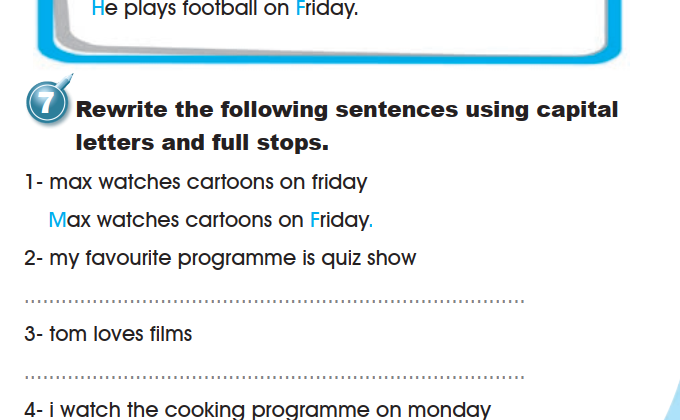 He plays football on Friday.
7
Rewrite the following sentences using capital
letters and full stops.
1- max watches cartoons on friday
Max watches cartoons on Friday.
2- my favourite programme is quiz show
................................................................................
3- tom loves films
................................................................................
4- i watch the cooking programme on monday